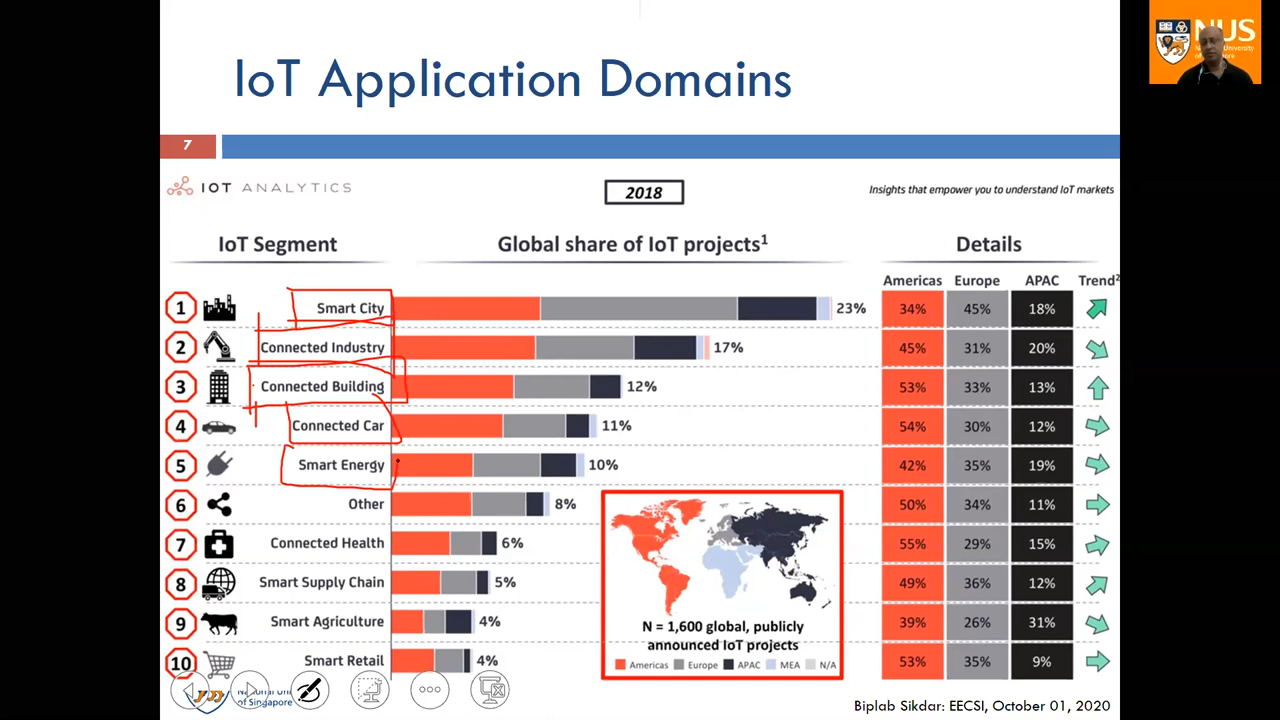 NUS
National University
of Singapore
IoT Application Domains
7
IOT ANALYTICS
2018
Insights that empower you to understand IoT markets
IoT Segment
Global share of IoT projects¹
Details
Americas Europe APAC Trend²
1 Smart City 23% 34% 45% 18%
2 Connected Industry 17% 45% 31% 20%
3 Connected Building 12% 53% 33% 13%
4 Connected Car 11% 54% 30% 12%
5 Smart Energy 10% 42% 35% 19%
6 Other 8% 50% 34% 11%
7 Connected Health 6% 55% 29% 15%
8 Smart Supply Chain 5% 49% 36% 12%
9 Smart Agriculture 4% 39% 26% 31%
10 Smart Retail 4% 53% 35% 9%
N = 1,600 global, publicly
announced IoT projects
Americas Europe APAC MEA N/A
of Singapore
Biplab Sikdar: EECSI, October 01, 2020